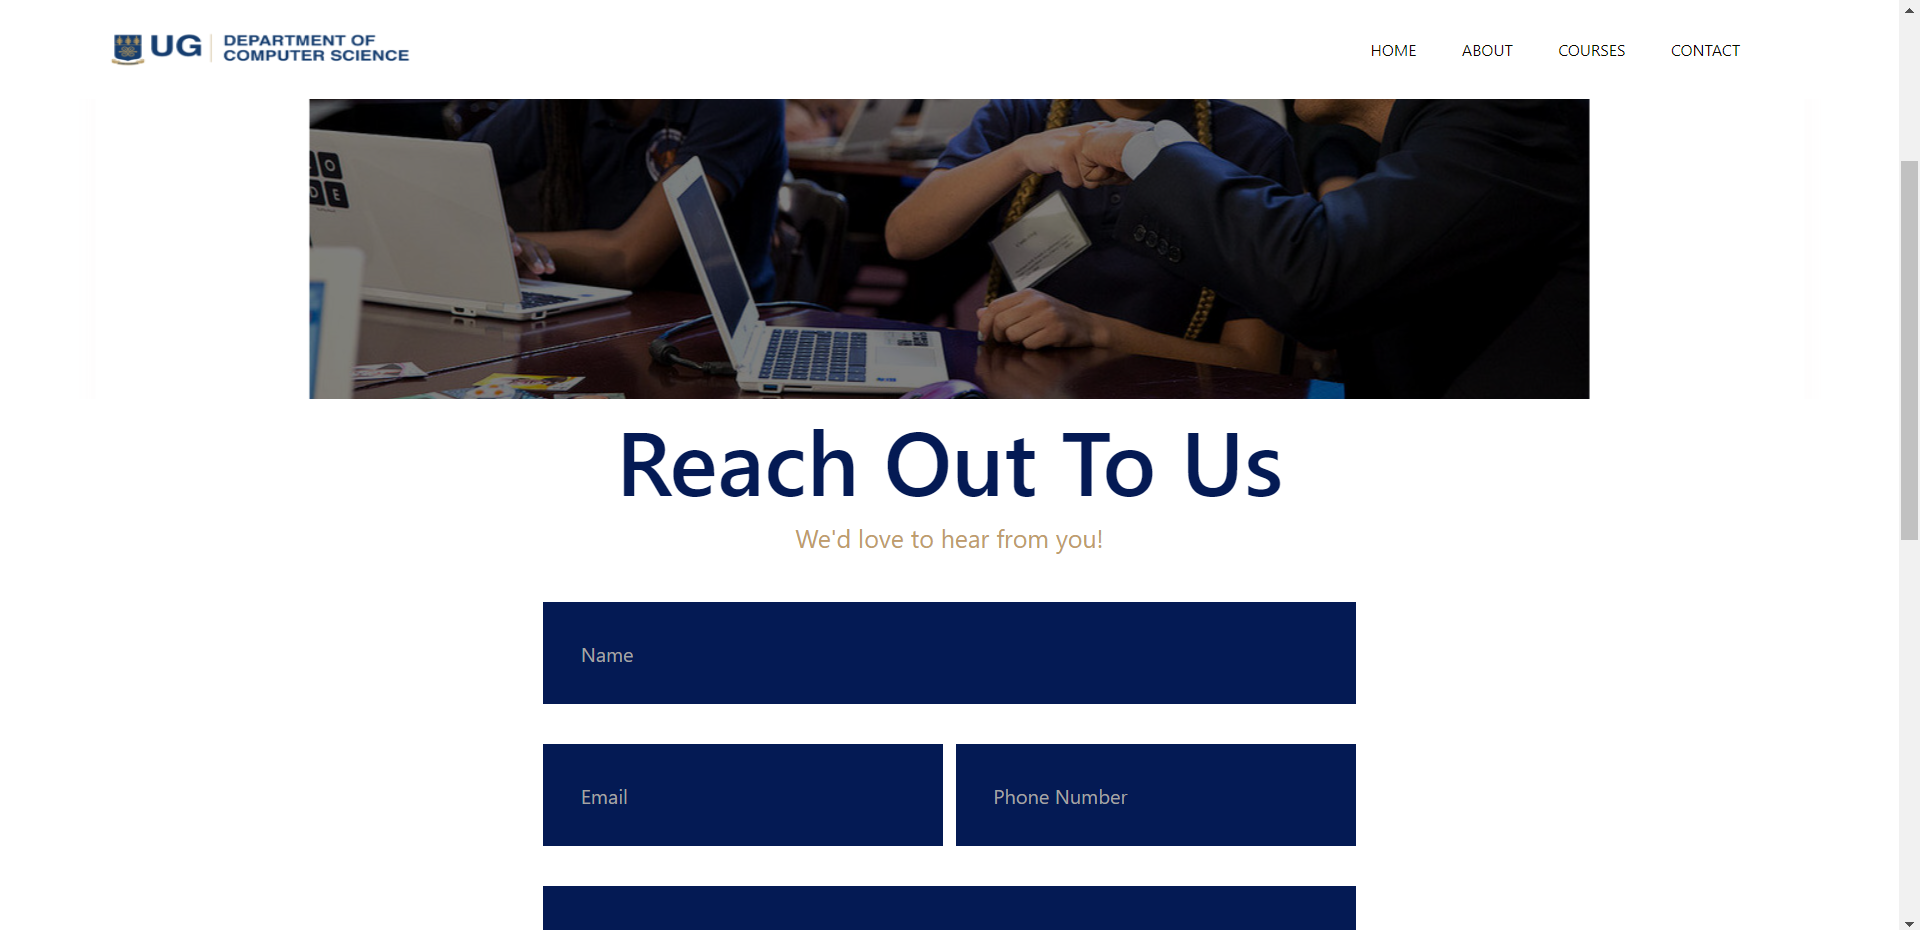 UG
DEPARTMENT OF
COMPUTER SCIENCE
HOME ABOUT COURSES CONTACT
Reach Out To Us
We'd love to hear from you!
Name
Email Phone Number